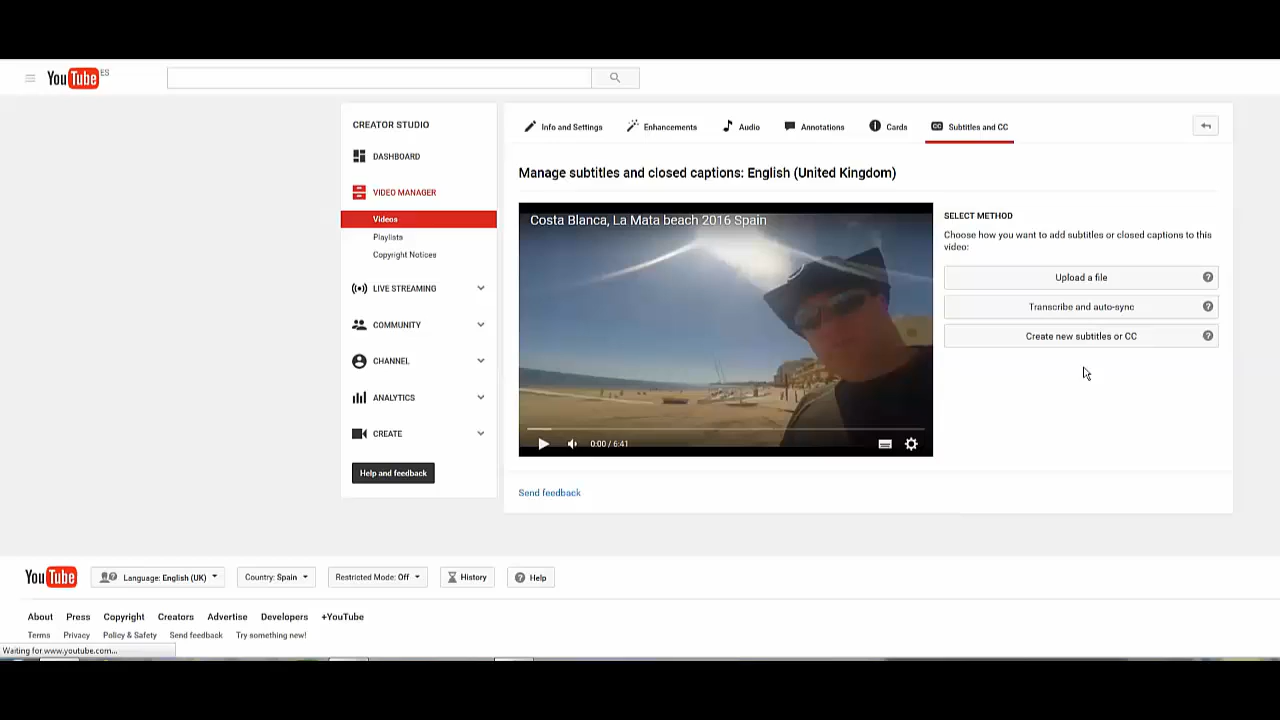 YouTube ES
CREATOR STUDIO
DASHBOARD
VIDEO MANAGER
Videos
Playlists
Copyright Notices
LIVE STREAMING
COMMUNITY
CHANNEL
ANALYTICS
CREATE
Help and feedback
Info and Settings Enhancements Audio Annotations Cards CC Subtitles and CC
Manage subtitles and closed captions: English (United Kingdom)
Costa Blanca, La Mata beach 2016 Spain
0:00 / 6:41
SELECT METHOD
Choose how you want to add subtitles or closed captions to this
video:
Upload a file ?
Transcribe and auto-sync ?
Create new subtitles or CC ?
Send feedback
YouTube Language: English (UK) Country: Spain Restricted Mode: Off History Help
About Press Copyright Creators Advertise Developers +YouTube
Terms Privacy Policy & Safety Send feedback Try something new!
Waiting for www.youtube.com...